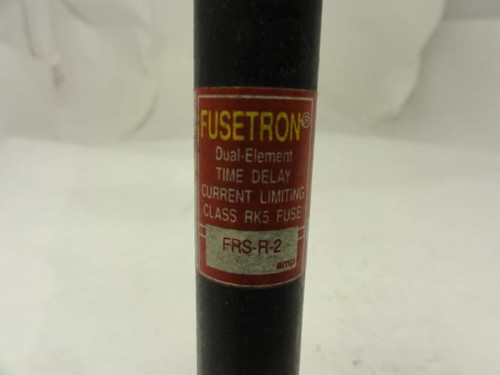 FUSETRON®
Dual-Element
TIME DELAY
CURRENT LIMITING
CLASS RK5 FUSE
FRS-R-2
amp